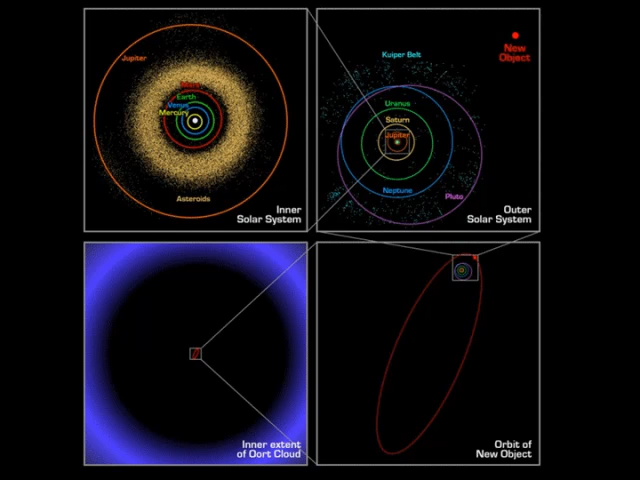 Jupiter
Mars
Earth
Venus
Mercury
Asteroids
Inner
Solar System
Kuiper Belt
New
Object
Uranus
Saturn
Jupiter
Neptune
Pluto
Outer
Solar System
Inner extent
of Oort Cloud
Orbit of
New Object